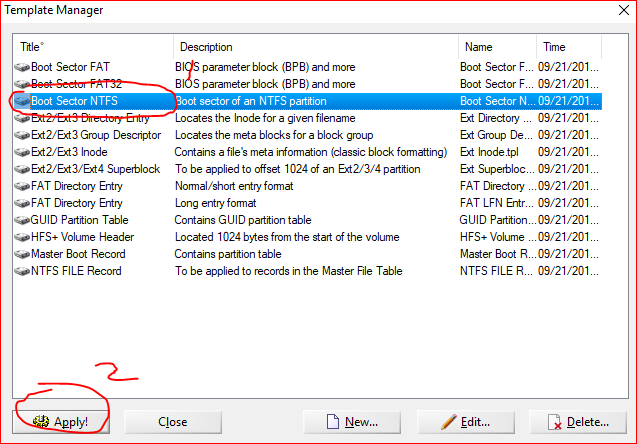 Template Manager
Title Description Name Time
Boot Sector FAT BIOS parameter block (BPB) and more Boot Sector F... 09/21/201...
Boot Sector FAT32 BIOS parameter block (BPB) and more Boot Sector F... 09/21/201...
Boot Sector NTFS Boot sector of an NTFS partition Boot Sector N... 09/21/201...
Ext2/Ext3 Directory Entry Locates the Inode for a given filename Ext Directory ... 09/21/201...
Ext2/Ext3 Group Descriptor Locates the meta blocks for a block group Ext Group De... 09/21/201...
Ext2/Ext3 Inode Contains a file's meta information (classic block formatting) Ext Inode.tpl 09/21/201...
Ext2/Ext3/Ext4 Superblock To be applied to offset 1024 of an Ext2/3/4 partition Ext Superbloc... 09/21/201...
FAT Directory Entry Normal/short entry format FAT Directory ... 09/21/201...
FAT Directory Entry Long entry format FAT LFN Entr... 09/21/201...
GUID Partition Table Contains GUID partition table GUID Partition... 09/21/201...
HFS+ Volume Header Located 1024 bytes from the start of the volume HFS+ Volume... 09/21/201...
Master Boot Record Contains partition table Master Boot R... 09/21/201...
NTFS FILE Record To be applied to records in the Master File Table NTFS FILE R... 09/21/201...
1
2
Apply! Close New... Edit... Delete...